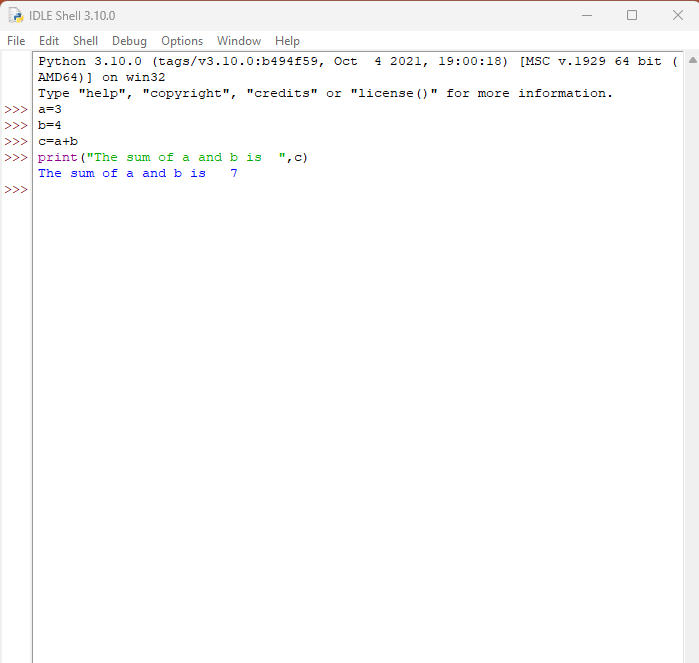 IDLE Shell 3.10.0
File Edit Shell Debug Options Window Help
Python 3.10.0 (tags/v3.10.0:b494f59, Oct  4 2021, 19:00:18) [MSC v.1929 64 bit (
AMD64)] on win32
Type "help", "copyright", "credits" or "license()" for more information.
>>> a=3
>>> b=4
>>> c=a+b
>>> print("The sum of a and b is  ",c)
The sum of a and b is   7
>>>